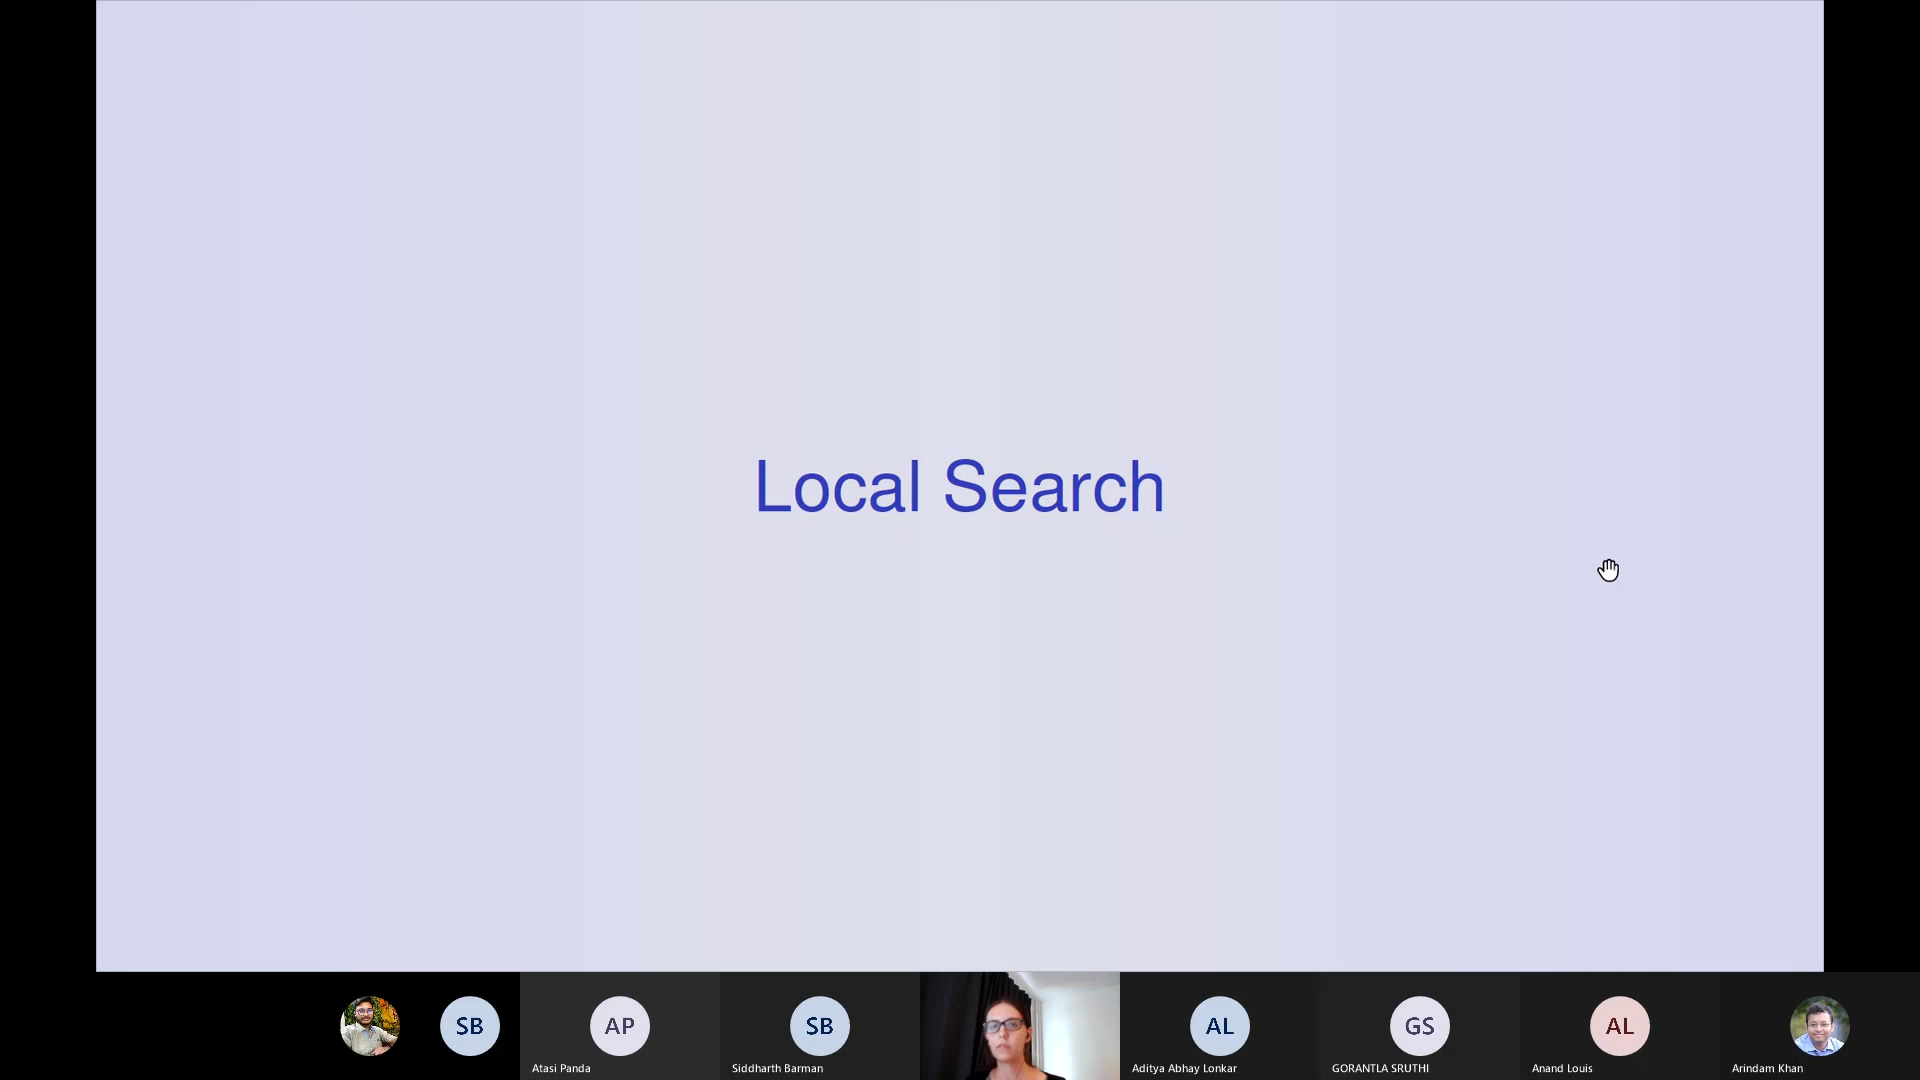 Local Search
SB
AP
Atasi Panda
SB
Siddharth Barman
AL
Aditya Abhay Lonkar
GS
GORANTLA SRUTHI
AL
Anand Louis
Arindam Khan